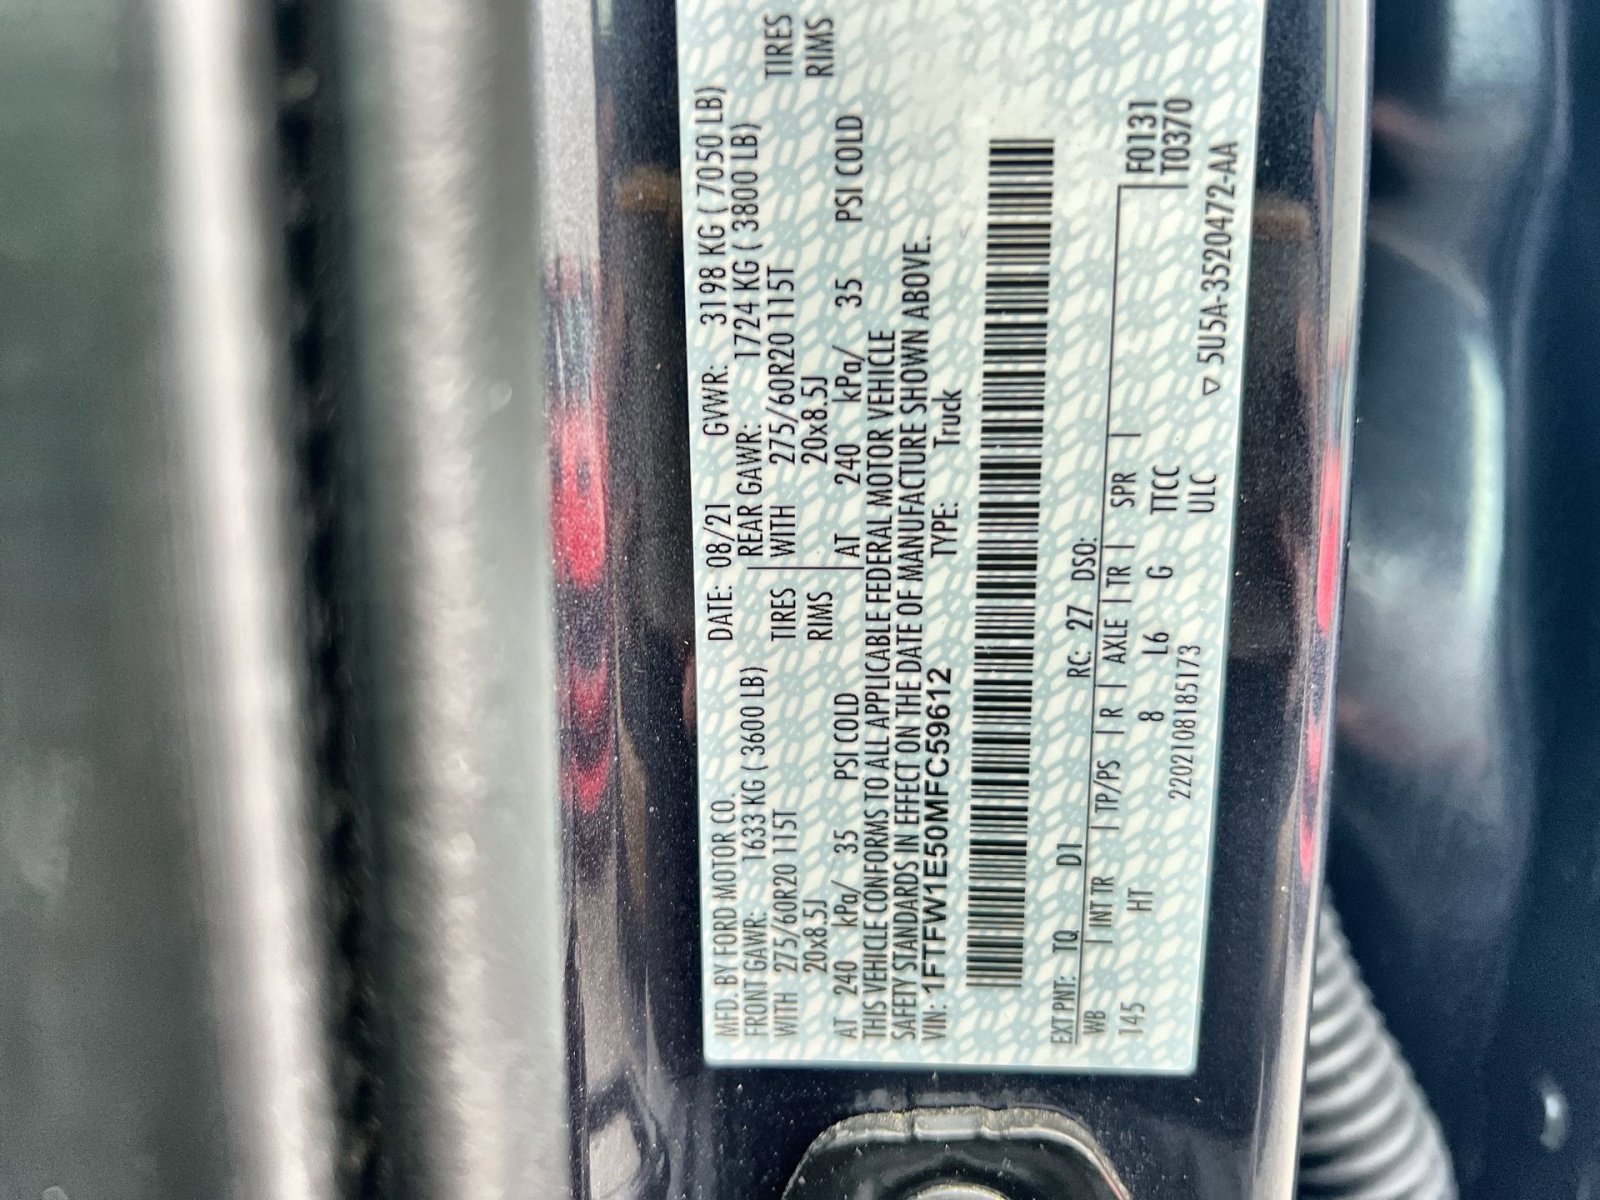 MFD. BY FORD MOTOR CO.
DATE: 08/21 GVWR: 3198 KG ( 7050 LB)
FRONT GAWR: 1633 KG ( 3600 LB) REAR GAWR: 1724 KG ( 3800 LB)
WITH 275/60R20 115T TIRES WITH 275/60R20 115T TIRES
20x8.5J RIMS 20x8.5J RIMS
AT 240 kPa/ 35 PSI COLD AT 240 kPa/ 35 PSI COLD
THIS VEHICLE CONFORMS TO ALL APPLICABLE FEDERAL MOTOR VEHICLE
SAFETY STANDARDS IN EFFECT ON THE DATE OF MANUFACTURE SHOWN ABOVE.
VIN: 1FTFW1E50MFC59612 TYPE: Truck
EXT PNT: TQ D1 RC: 27 DSO: F0131
WB | INT TR | TP/PS | R | AXLE | TR | SPR | T0370
145 HT 8 L6 G TTCC
ULC
2202108185173
▽ 5U5A-3520472-AA